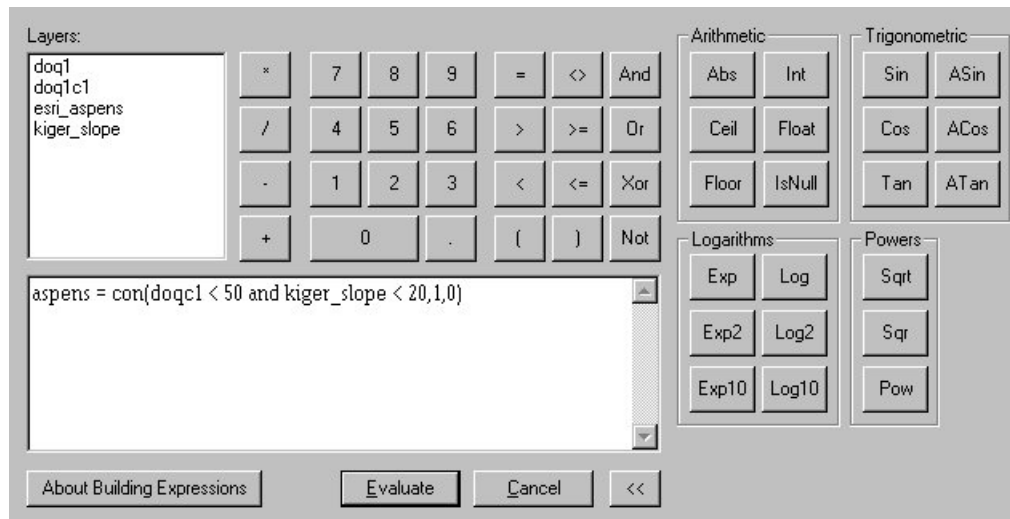 Layers:
doq1
doq1c1
esri_aspens
kiger_slope
* 7 8 9 = <> And
/ 4 5 6 > >= Or
- 1 2 3 < <= Xor
+ 0 . ( ) Not
Arithmetic
Abs Int
Ceil Float
Floor IsNull
Trigonometric
Sin ASin
Cos ACos
Tan ATan
Logarithms
Exp Log
Exp2 Log2
Exp10 Log10
Powers
Sqrt
Sqr
Pow
aspens = con(doqc1 < 50 and kiger_slope < 20,1,0)
About Building Expressions Evaluate Cancel <<